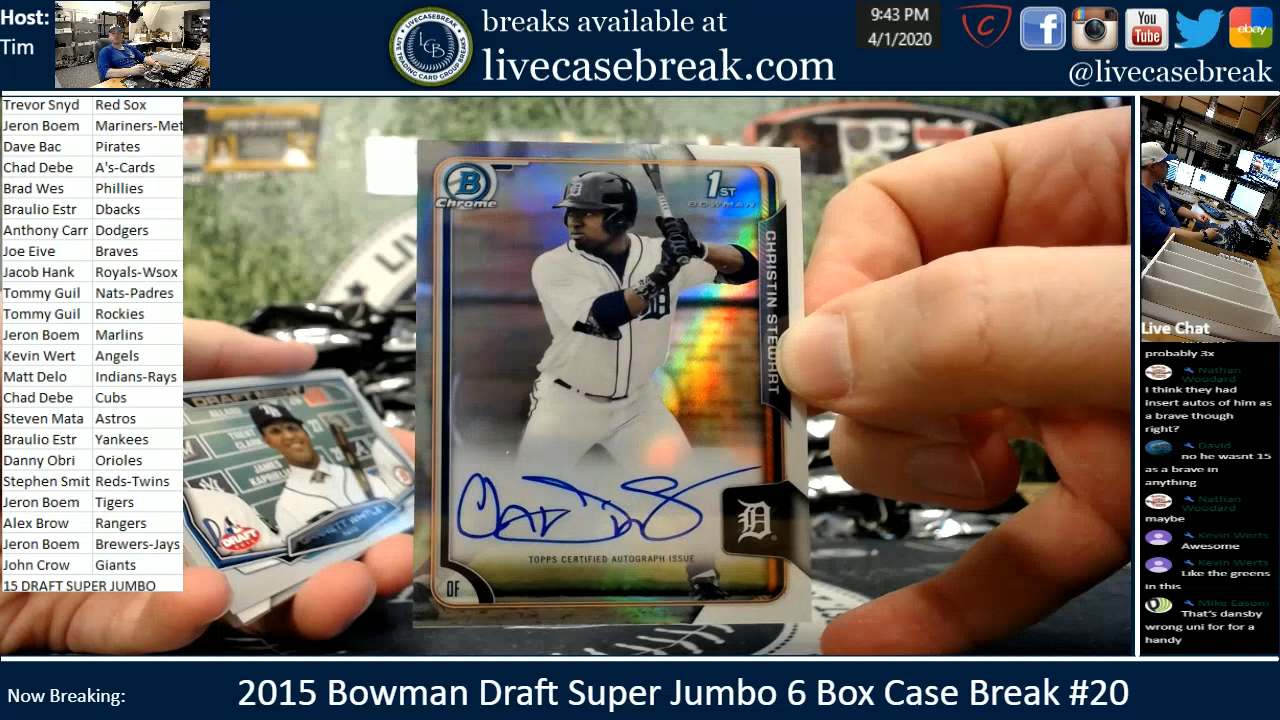 Host:
Tim
breaks available at
livecasebreak.com
9:43 PM
4/1/2020
You
Tube
ebay
@livecasebreak
Trevor Snyd Red Sox
Jeron Boem Mariners-Met
Dave Bac Pirates
Chad Debe A's-Cards
Brad Wes Phillies
Braulio Estr Dbacks
Anthony Carr Dodgers
Joe Eive Braves
Jacob Hank Royals-Wsox
Tommy Guil Nats-Padres
Tommy Guil Rockies
Jeron Boem Marlins
Kevin Wert Angels
Matt Delo Indians-Rays
Chad Debe Cubs
Steven Mata Astros
Braulio Estr Yankees
Danny Obri Orioles
Stephen Smit Reds-Twins
Jeron Boem Tigers
Alex Brow Rangers
Jeron Boem Brewers-Jays
John Crow Giants
15 DRAFT SUPER JUMBO
B
Chrome
1ST
BOWMAN
CHRISTIN STEWART
D
TOPPS CERTIFIED AUTOGRAPH ISSUE
OF
DRAFT
Live Chat
probably 3x
Nathan
Woodard
I think they had
insert autos of him as
a brave though
right?
David
no he wasnt 15
as a brave in
anything
Nathan
Woodard
maybe
Kevin Werts
Awesome
Kevin Werts
Like the greens
in this
Mike Easom
That's dansby
wrong uni for for a
handy
Now Breaking:
2015 Bowman Draft Super Jumbo 6 Box Case Break #20